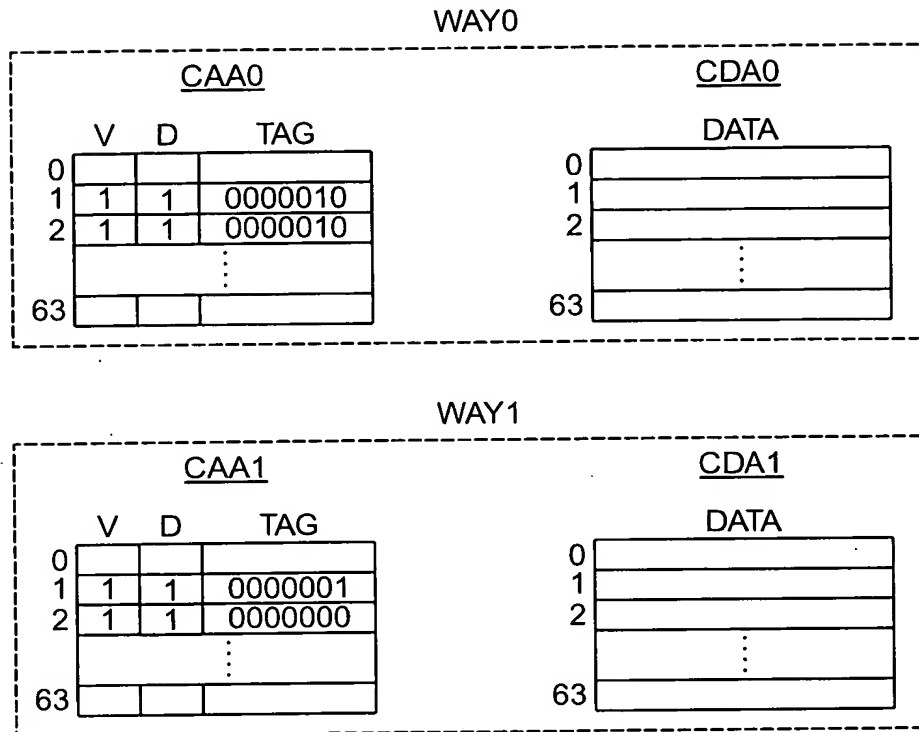 WAY0
CAA0 CDA0
V D TAG DATA
0 0
1 1 1 0000010 1
2 1 1 0000010 2
63 63
WAY1
CAA1 CDA1
V D TAG DATA
0 0
1 1 1 0000001 1
2 1 1 0000000 2
63 63